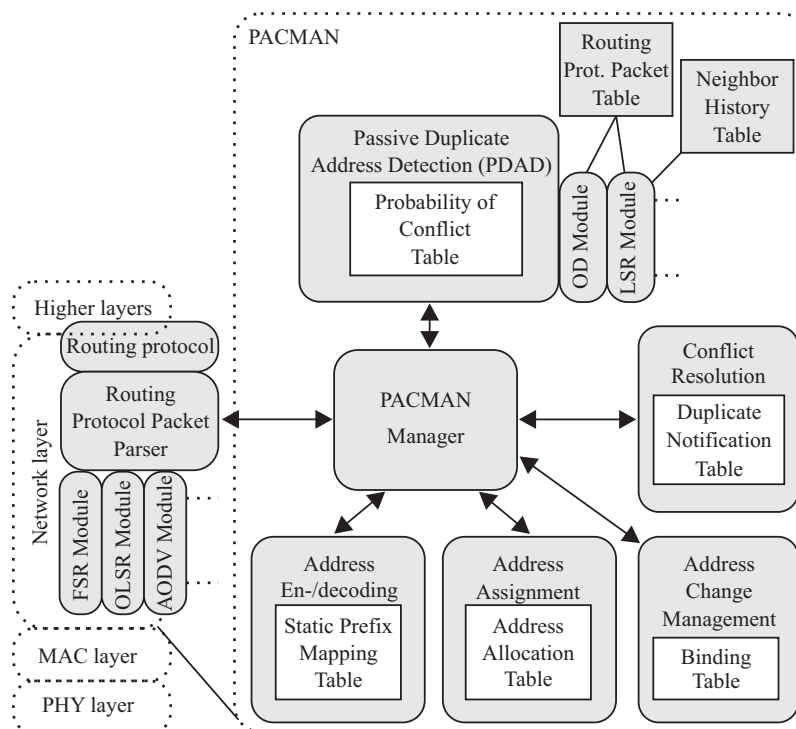 PACMAN
Routing
Prot. Packet
Table
Neighbor
History
Table
Passive Duplicate
Address Detection (PDAD)
Probability of
Conflict
Table
OD Module
LSR Module
Higher layers
Routing protocol
Routing
Protocol Packet
Parser
Network layer
FSR Module
OLSR Module
AODV Module
MAC layer
PHY layer
PACMAN
Manager
Conflict
Resolution
Duplicate
Notification
Table
Address
En-/decoding
Static Prefix
Mapping
Table
Address
Assignment
Address
Allocation
Table
Address
Change
Management
Binding
Table